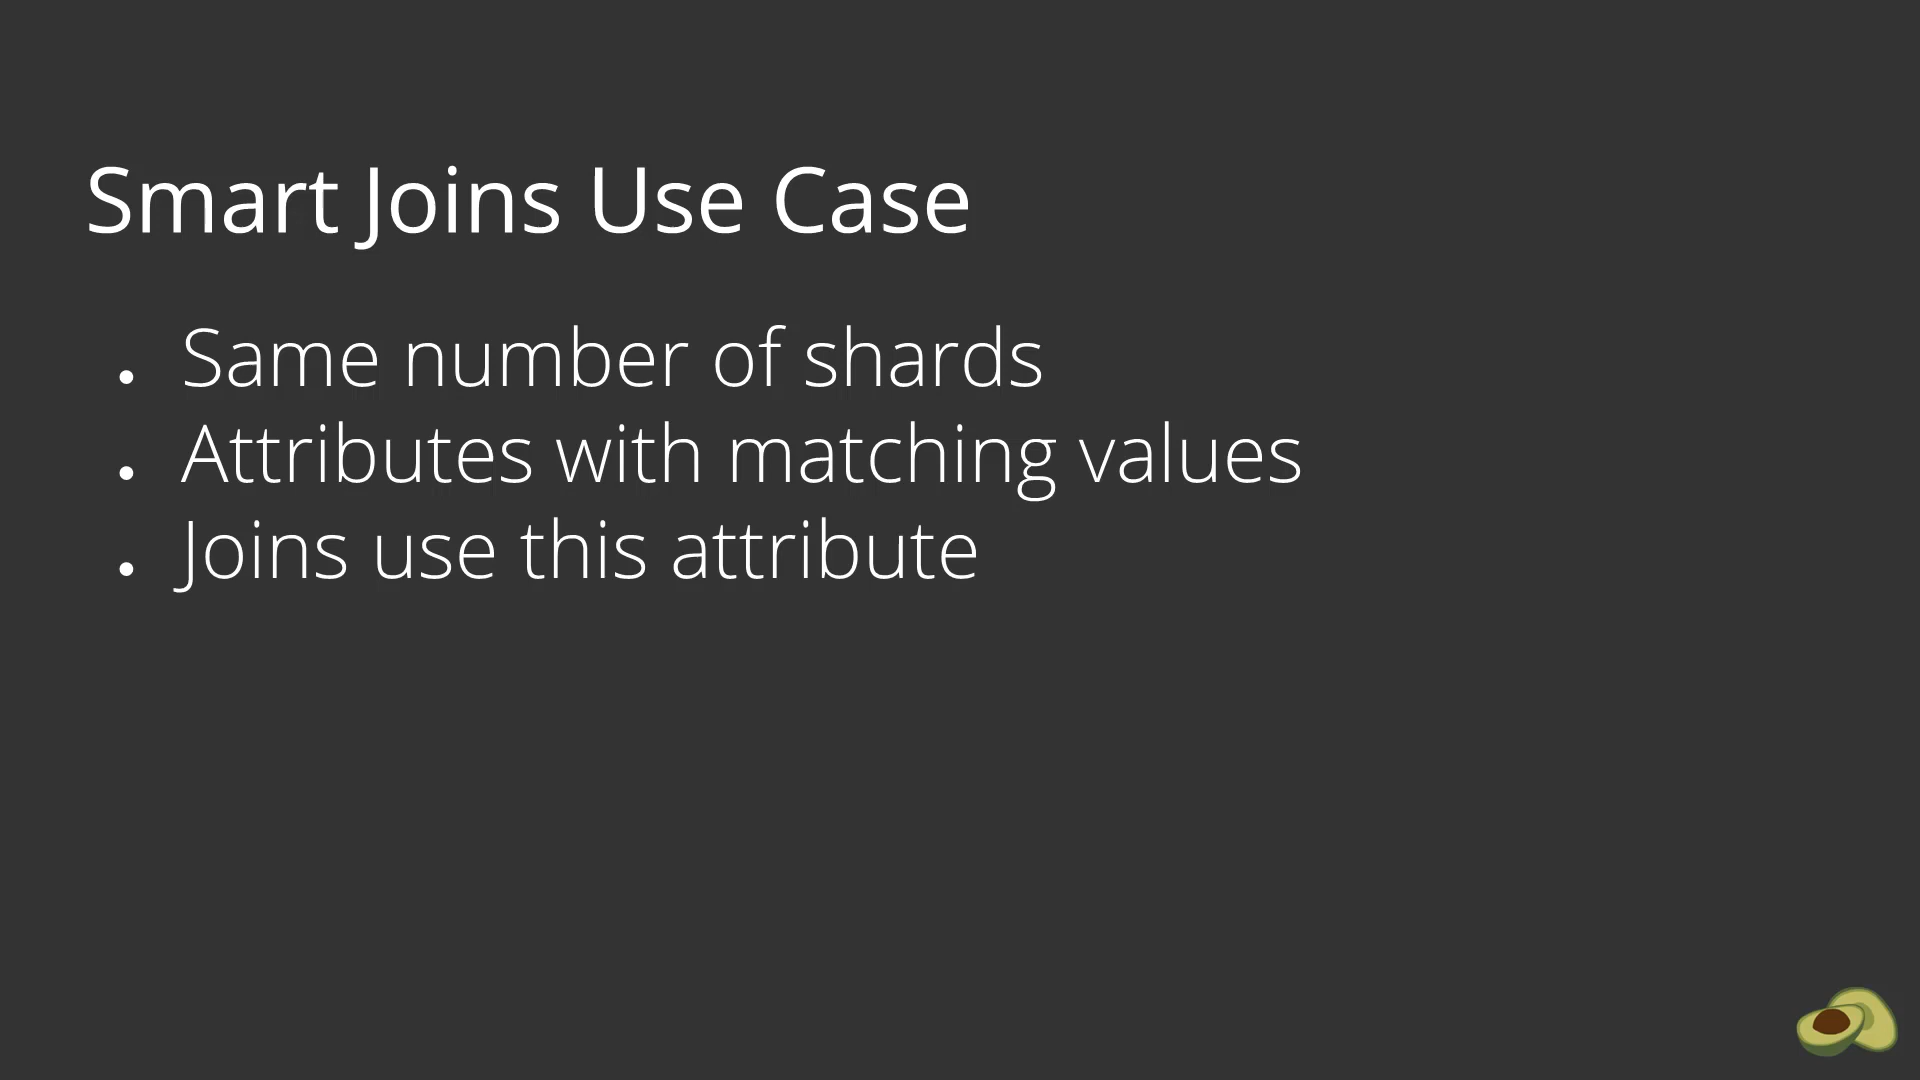 Smart Joins Use Case
• Same number of shards
• Attributes with matching values
• Joins use this attribute